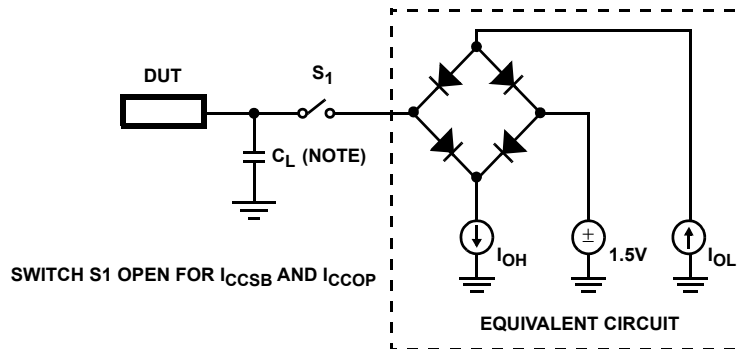 DUT
S1
CL (NOTE)
±
IOH
1.5V
IOL
SWITCH S1 OPEN FOR ICCSB AND ICCOP
EQUIVALENT CIRCUIT